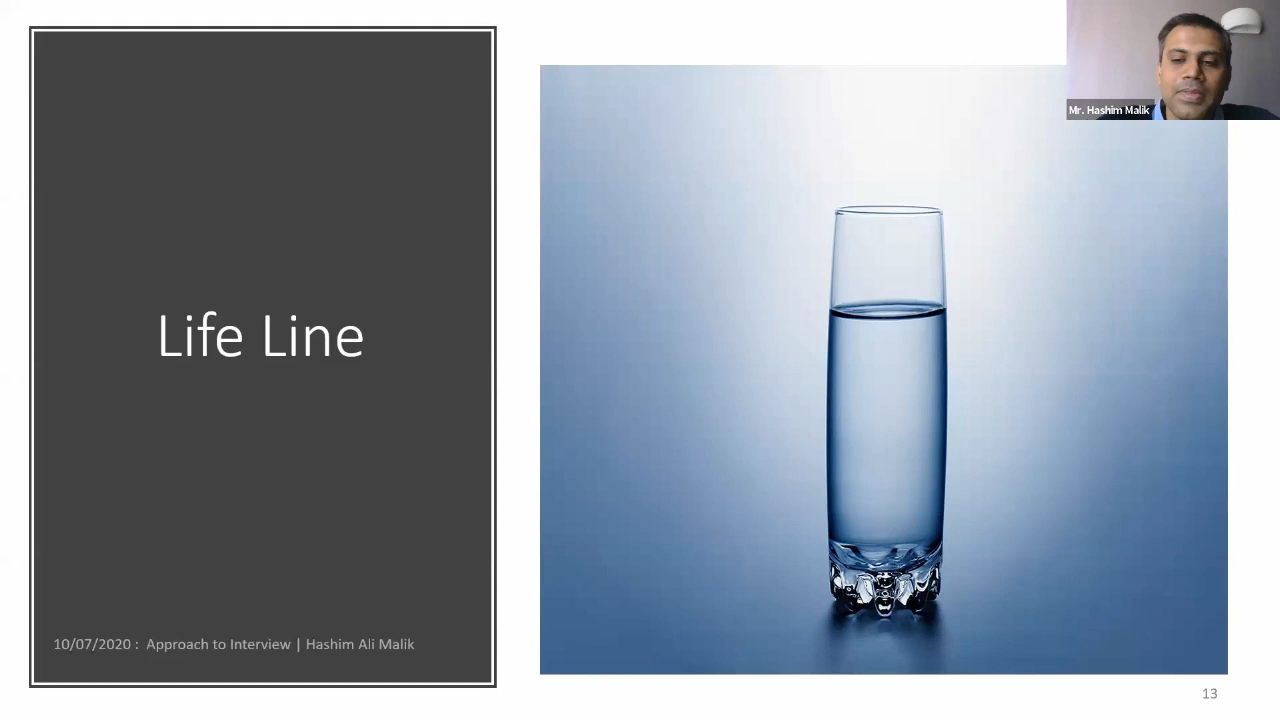 Mr. Hashim Malik
Life Line
10/07/2020 : Approach to Interview | Hashim Ali Malik
13